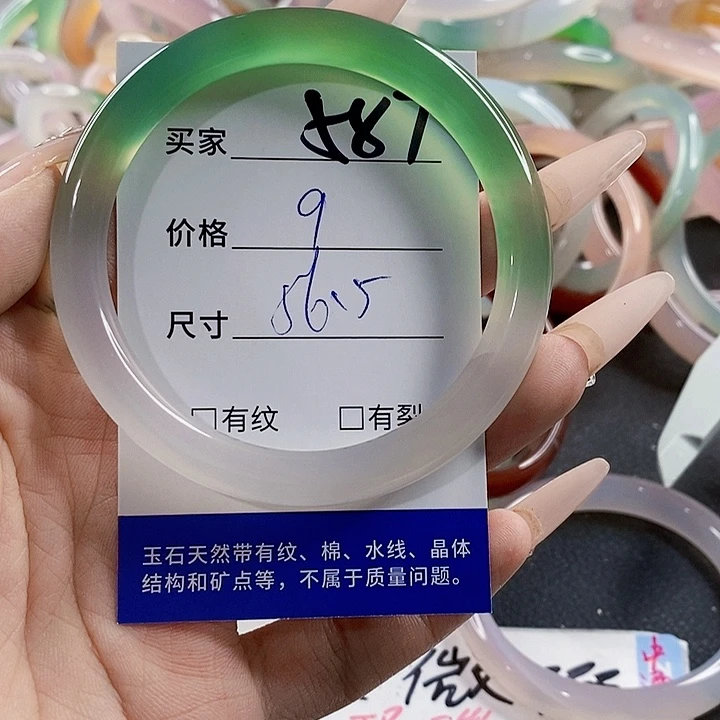 买家 587
价格 9
尺寸 56.5
□有纹 □有裂
玉石天然带有纹、棉、水线、晶体
结构和矿点等，不属于质量问题。
微